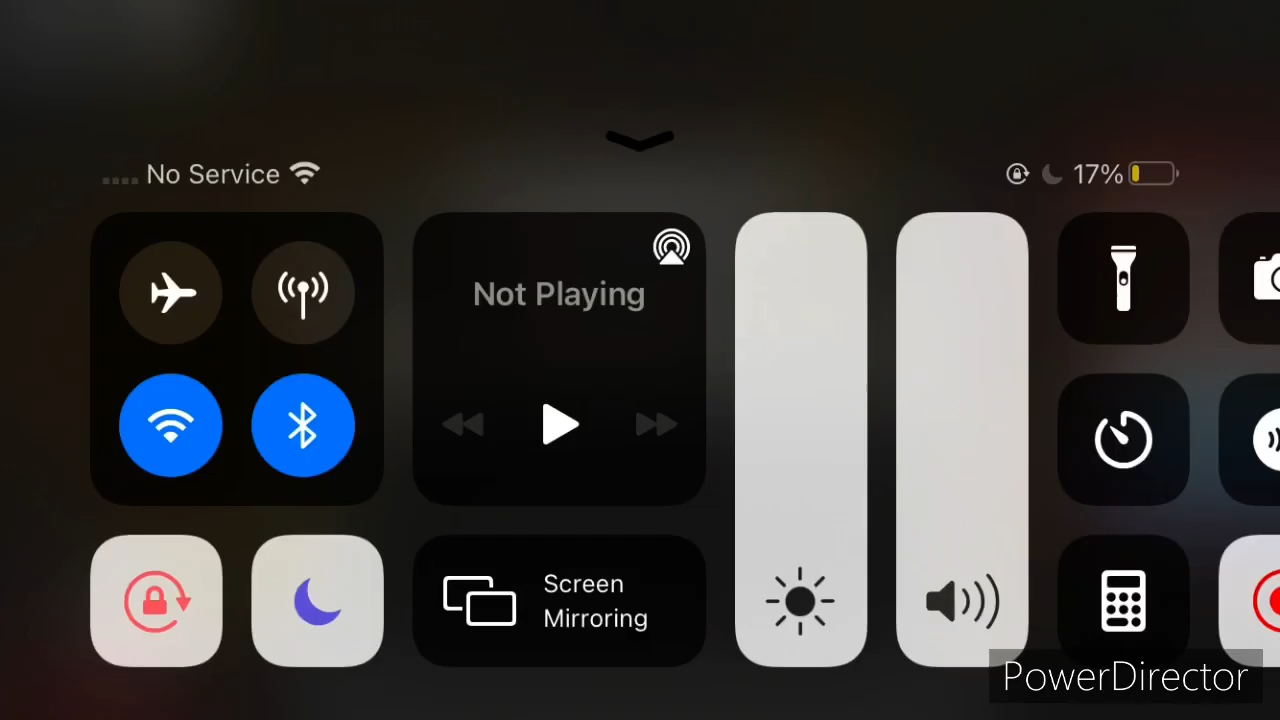 No Service
17%
Not Playing
Screen
Mirroring
PowerDirector